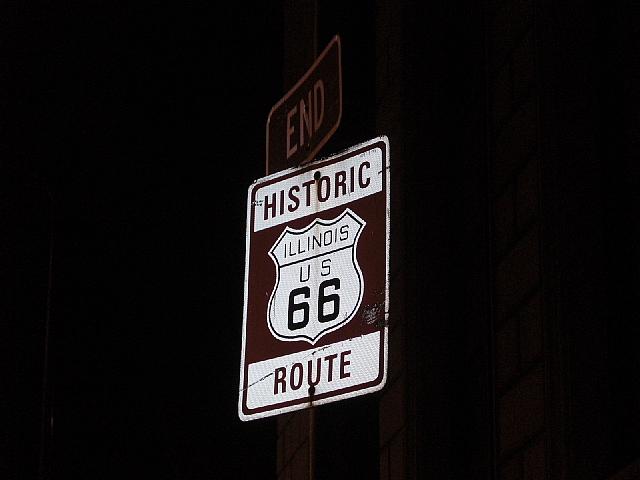 END
HISTORIC
ILLINOIS
U S
66
ROUTE